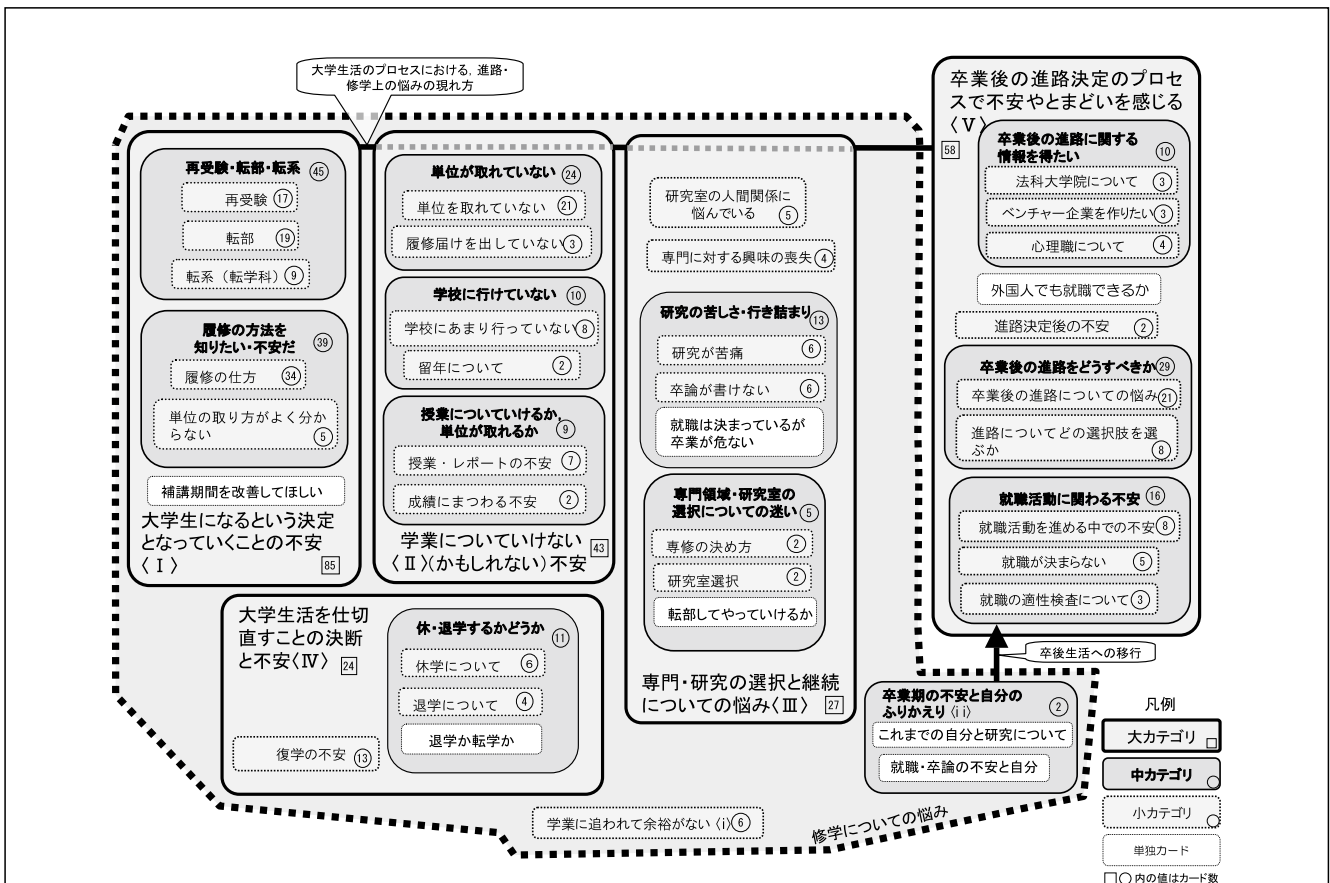 大学生活のプロセスにおける，進路・
修学上の悩みの現れ方
再受験・転部・転系 45
再受験 17
転部 19
転系（転学科） 9
履修の方法を
知りたい・不安だ 39
履修の仕方 34
単位の取り方がよく分か
らない 5
補講期間を改善してほしい
大学生になるという決定
となっていくことの不安
〈Ⅰ〉 85
単位が取れていない 24
単位を取れていない 21
履修届けを出していない 3
学校に行けていない 10
学校にあまり行っていない 8
留年について 2
授業についていけるか，
単位が取れるか 9
授業・レポートの不安 7
成績にまつわる不安 2
学業についていけない 43
〈Ⅱ〉（かもしれない）不安
研究室の人間関係に
悩んでいる 5
専門に対する興味の喪失 4
研究の苦しさ・行き詰まり 13
研究が苦痛 6
卒論が書けない 6
就職は決まっているが
卒業が危ない
専門領域・研究室の
選択についての迷い 5
専修の決め方 2
研究室選択 2
転部してやっていけるか
専門・研究の選択と継続
についての悩み〈Ⅲ〉 27
大学生活を仕切
直すことの決断
と不安〈Ⅳ〉 24
休・退学するかどうか 11
休学について 6
退学について 4
退学か転学か
復学の不安 13
卒業後の進路決定のプロセ
スで不安やとまどいを感じる
〈Ⅴ〉
58
卒業後の進路に関する
情報を得たい 10
法科大学院について 3
ベンチャー企業を作りたい 3
心理職について 4
外国人でも就職できるか
進路決定後の不安 2
卒業後の進路をどうすべきか 29
卒業後の進路についての悩み 21
進路についてどの選択肢を選
ぶか 8
就職活動に関わる不安 16
就職活動を進める中での不安 8
就職が決まらない 5
就職の適性検査について 3
卒後生活への移行
卒業期の不安と自分の
ふりかえり〈ii〉 2
これまでの自分と研究について
就職・卒論の不安と自分
学業に追われて余裕がない〈i〉 6
修学についての悩み
凡例
大カテゴリ
中カテゴリ
小カテゴリ
単独カード
□○内の値はカード数